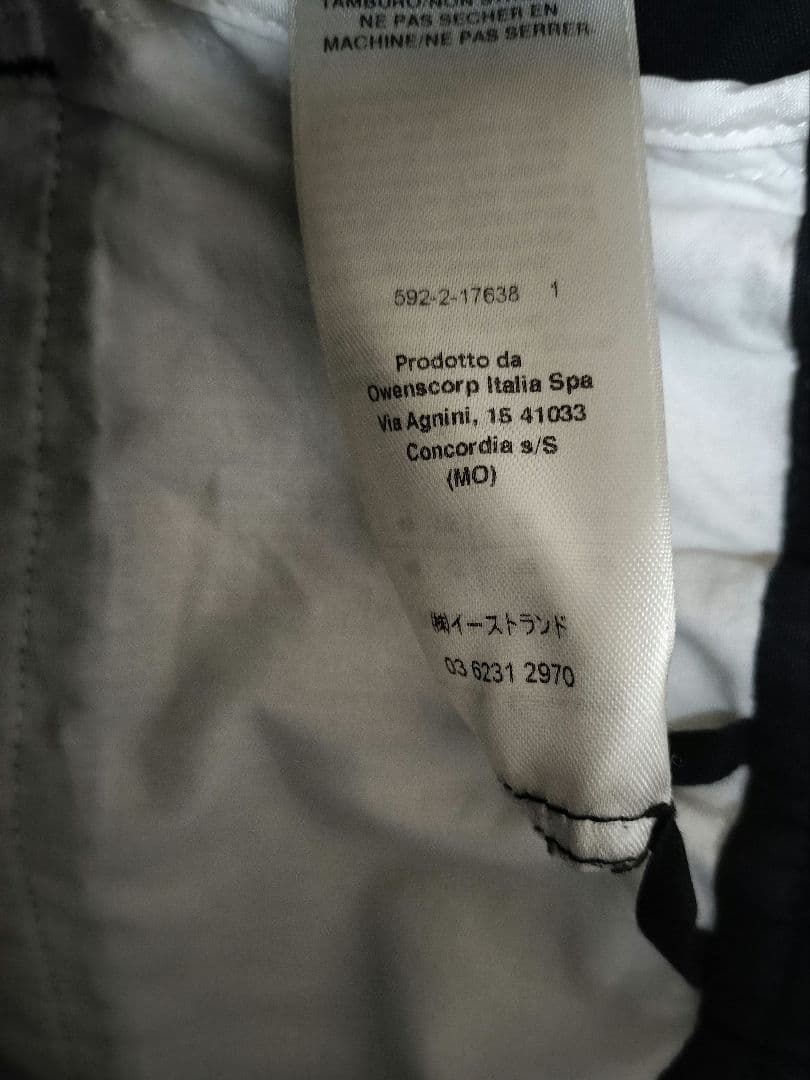 NE PAS SECHER EN
MACHINE/NE PAS SERRER
592-2-17638 1
Prodotto da
Owenscorp Italia Spa
Via Agnini, 16 41033
Concordia s/S
(MO)
㈱イーストランド
03 6231 2970